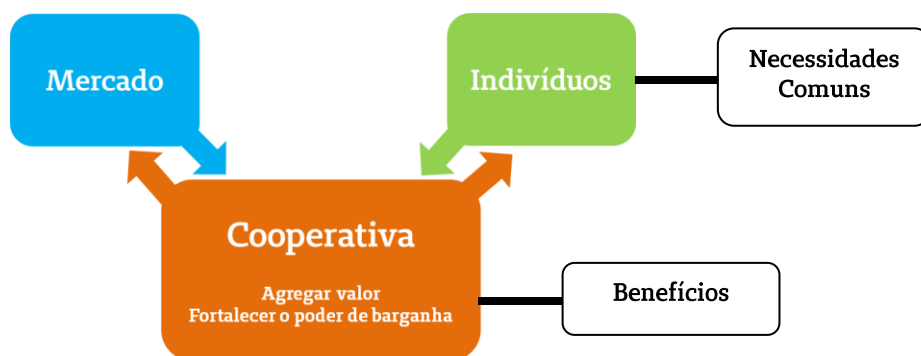 Mercado
Indivíduos
Necessidades
Comuns
Cooperativa
Agregar valor
Fortalecer o poder de barganha
Benefícios